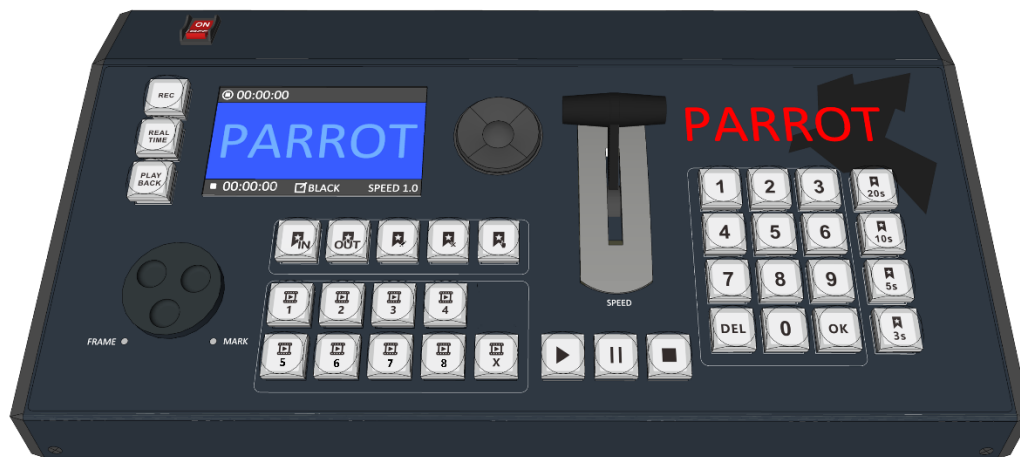 ON
REC
REAL
TIME
PLAY
BACK
00:00:00
PARROT
00:00:00 BLACK SPEED 1.0
PARROT
SPEED
IN
OUT
FRAME
MARK
1
2
3
4
5
6
7
8
X
1
2
3
20s
4
5
6
10s
7
8
9
5s
DEL
0
OK
3s